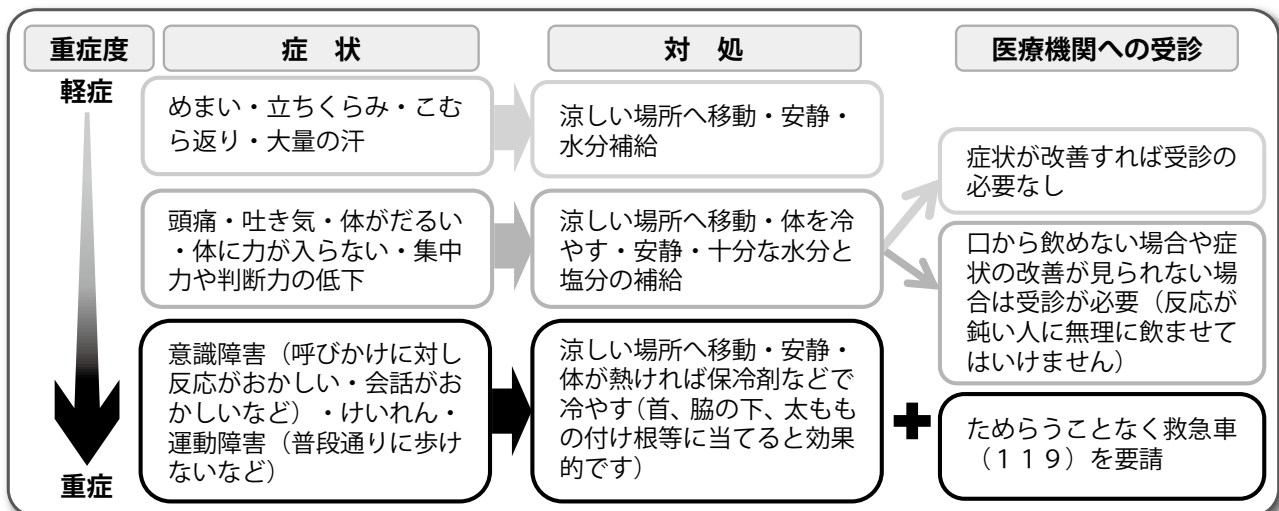 重症度
症　状
対　処
医療機関への受診
軽症
めまい・立ちくらみ・こむ
ら返り・大量の汗
涼しい場所へ移動・安静・
水分補給
症状が改善すれば受診の
必要なし
頭痛・吐き気・体がだるい
・体に力が入らない・集中
力や判断力の低下
涼しい場所へ移動・体を冷
やす・安静・十分な水分と
塩分の補給
口から飲めない場合や症
状の改善が見られない場
合は受診が必要（反応が
鈍い人に無理に飲ませて
はいけません）
意識障害（呼びかけに対し
反応がおかしい・会話がお
かしいなど）・けいれん・
運動障害（普段通りに歩け
ないなど）
涼しい場所へ移動・安静・
体が熱ければ保冷剤などで
冷やす（首、脇の下、太もも
の付け根等に当てると効果
的です）
ためらうことなく救急車
（１１９）を要請
重症